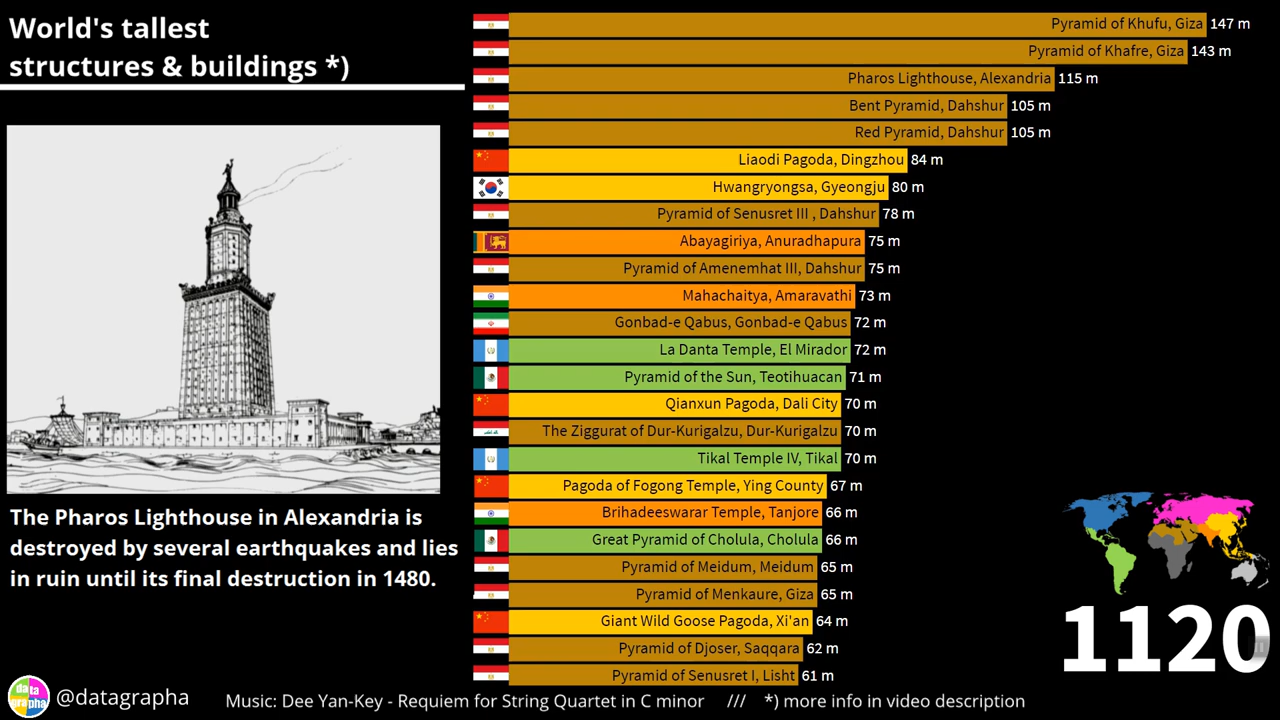 World's tallest
structures & buildings *)
Pyramid of Khufu, Giza 147 m
Pyramid of Khafre, Giza 143 m
Pharos Lighthouse, Alexandria 115 m
Bent Pyramid, Dahshur 105 m
Red Pyramid, Dahshur 105 m
Liaodi Pagoda, Dingzhou 84 m
Hwangryongsa, Gyeongju 80 m
Pyramid of Senusret III , Dahshur 78 m
Abayagiriya, Anuradhapura 75 m
Pyramid of Amenemhat III, Dahshur 75 m
Mahachaitya, Amaravathi 73 m
Gonbad-e Qabus, Gonbad-e Qabus 72 m
La Danta Temple, El Mirador 72 m
Pyramid of the Sun, Teotihuacan 71 m
Qianxun Pagoda, Dali City 70 m
The Ziggurat of Dur-Kurigalzu, Dur-Kurigalzu 70 m
Tikal Temple IV, Tikal 70 m
Pagoda of Fogong Temple, Ying County 67 m
Brihadeeswarar Temple, Tanjore 66 m
Great Pyramid of Cholula, Cholula 66 m
Pyramid of Meidum, Meidum 65 m
Pyramid of Menkaure, Giza 65 m
Giant Wild Goose Pagoda, Xi'an 64 m
Pyramid of Djoser, Saqqara 62 m
Pyramid of Senusret I, Lisht 61 m
The Pharos Lighthouse in Alexandria is
destroyed by several earthquakes and lies
in ruin until its final destruction in 1480.
1120
da ta
gra pha
@datagrapha
Music: Dee Yan-Key - Requiem for String Quartet in C minor /// *) more info in video description